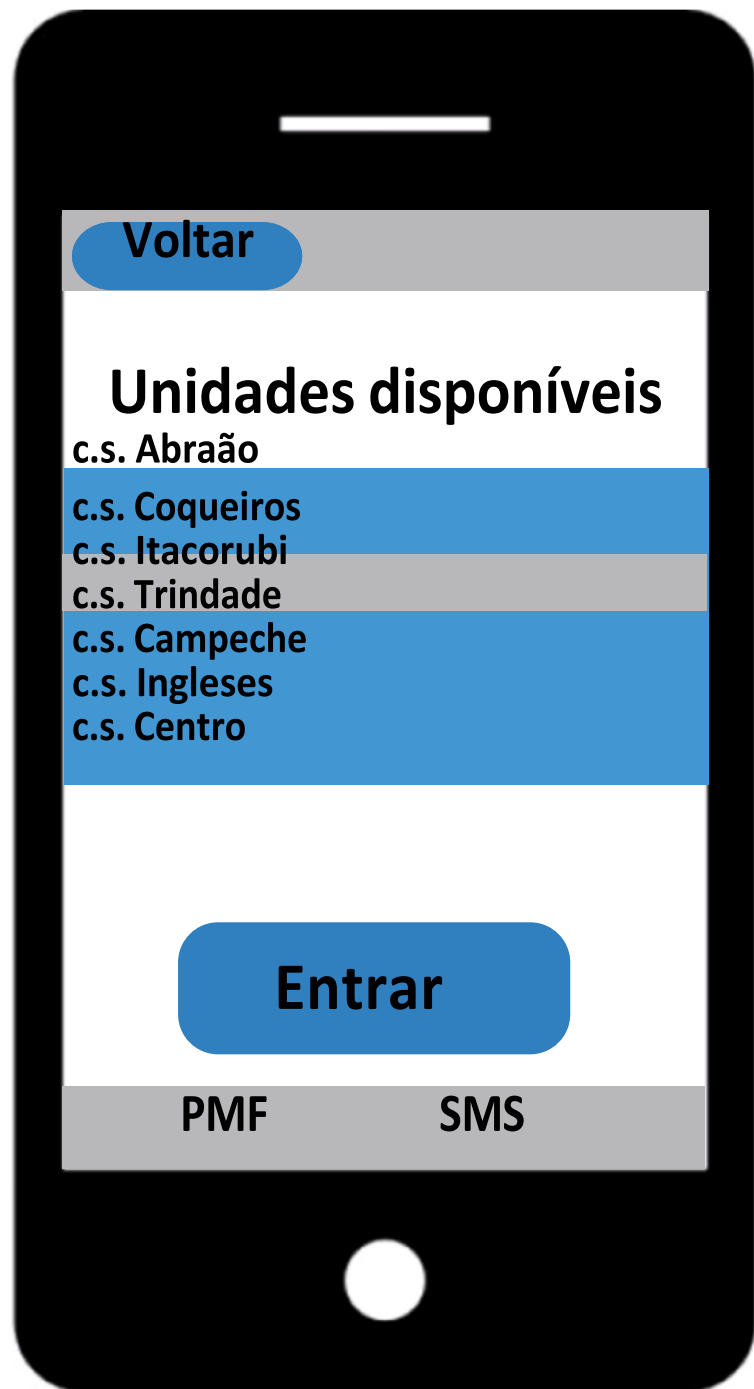 Voltar
Unidades disponíveis
c.s. Abraão
c.s. Coqueiros
c.s. Itacorubi
c.s. Trindade
c.s. Campeche
c.s. Ingleses
c.s. Centro
Entrar
PMF SMS